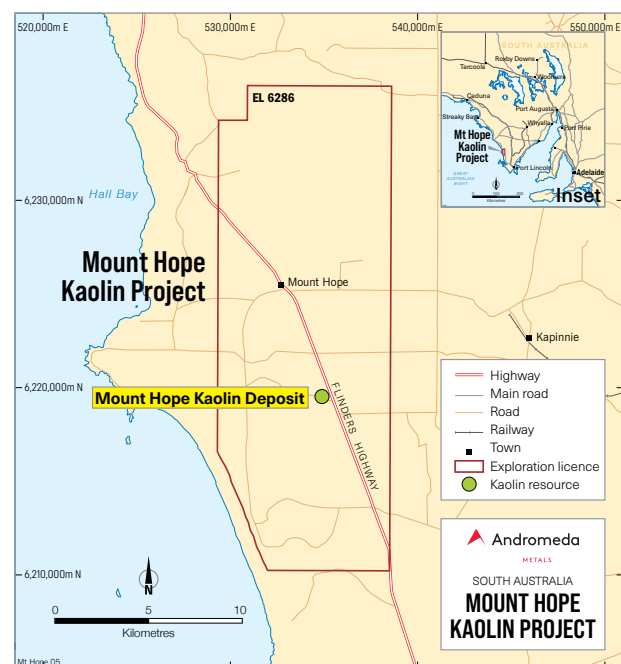 520,000m E
530,000m E
540,000m E
550,000m E
EL 6286
SOUTH AUSTRALIA
Roxby Downs
Tarcoola
Woomera
Ceduna
Port Augusta
Streaky Bay
Whyalla
Port Pirie
Mt Hope
Kaolin
Project
Port Lincoln
Adelaide
GREAT
AUSTRALIAN
BIGHT
Kilometres
Inset
6,230,000m N
Hall Bay
Mount Hope
Kaolin Project
Mount Hope
Kapinnie
6,220,000m N
Mount Hope Kaolin Deposit
FLINDERS HIGHWAY
Highway
Main road
Road
Railway
Town
Exploration licence
Kaolin resource
6,210,000m N
N
0 5 10
Kilometres
Andromeda
METALS
SOUTH AUSTRALIA
MOUNT HOPE
KAOLIN PROJECT
Mt Hope 05